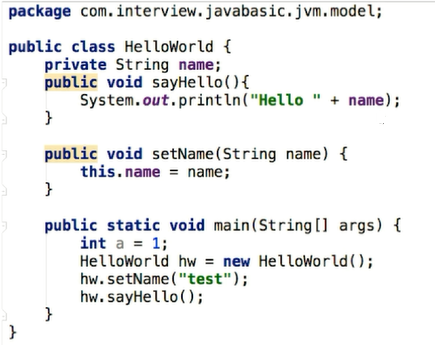 package com.interview.javabasic.jvm.model;
public class HelloWorld {
private String name;
public void sayHello(){
System.out.println("Hello " + name);
}
public void setName(String name) {
this.name = name;
}
public static void main(String[] args) {
int a = 1;
HelloWorld hw = new HelloWorld();
hw.setName("test");
hw.sayHello();
}
}